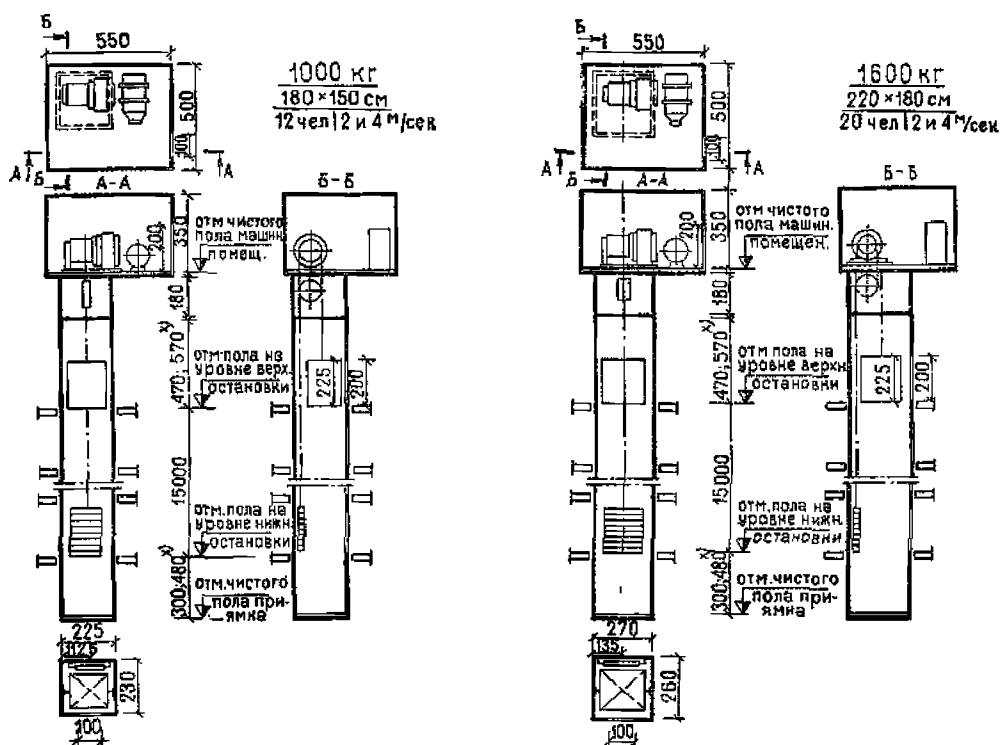 Б
550
1000 кг
180×150 см
12 чел | 2 и 4 м/сек
500
100
А
А
Б
А-А
Б-Б
350
200
отм чистого
пола машин.
помещ.
180
х)
470; 570
отм. пола на
уровне верх.
остановки
225
200
15000
отм. пола на
уровне нижн.
остановки
х)
300; 480
отм. чистого
пола при-
ямка
225
112,5
230
100
Б
550
1600 кг
220×180 см
20 чел | 2 и 4 м/сек
500
100
А
А
Б
А-А
Б-Б
350
200
отм чистого
пола машин.
помещен.
180
х)
470; 570
отм пола на
уровне верхн.
остановки
225
200
15000
отм. пола на
уровне нижн.
остановки
х)
300; 480
отм. чистого
пола при-
ямка
270
135
260
100